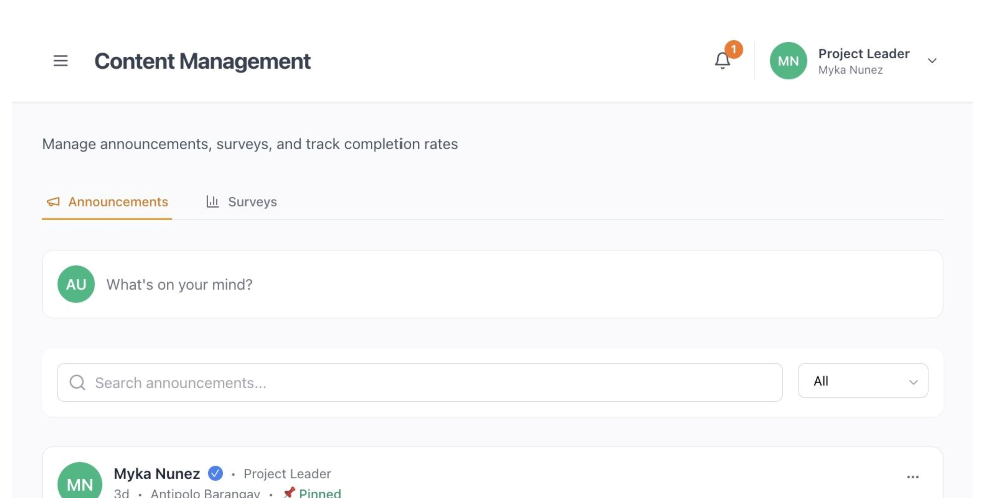 Content Management
1
MN
Project Leader
Myka Nunez
Manage announcements, surveys, and track completion rates
Announcements
Surveys
AU
What's on your mind?
Search announcements...
All
MN
Myka Nunez • Project Leader
3d • Antipolo Barangay • Pinned